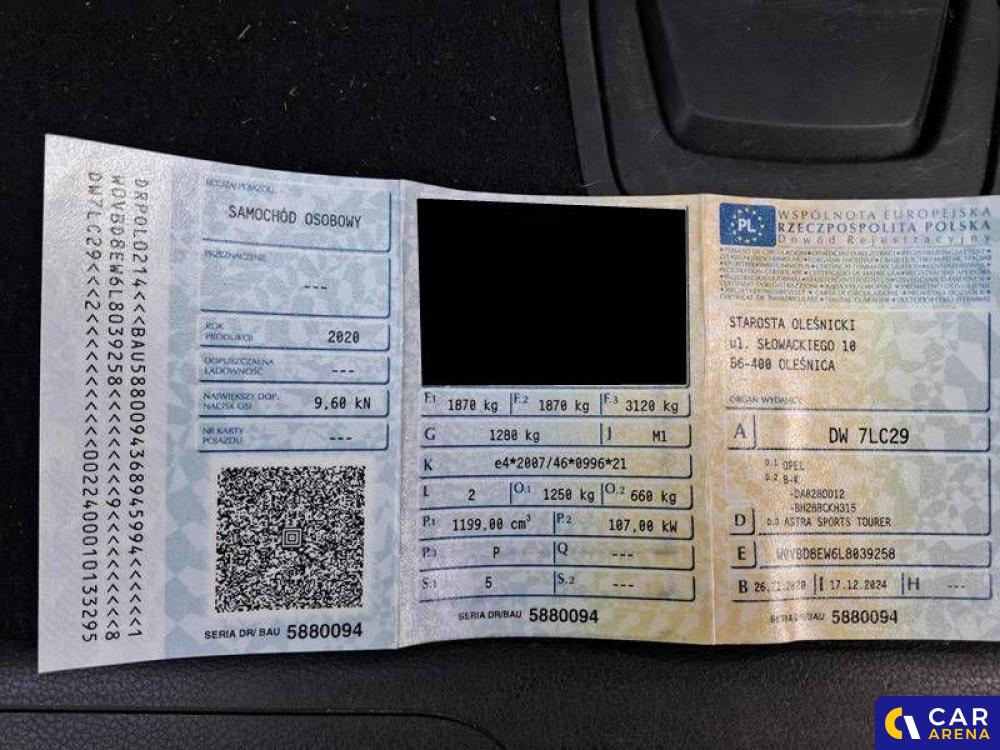 DRPOLO214<<BAU5880094368945994<<<<<1
W0VBD8EW6L8039258<<<<<<<9<<<<<<<<8
DW7LC29<<2<<<<<<<<<<<0022400010133295
RODZAJ POJAZDU
SAMOCHÓD OSOBOWY
PRZEZNACZENIE
---
ROK PRODUKCJI 2020
DOPUSZCZALNA ŁADOWNOŚĆ ---
NAJWIĘKSZY DOP. NACISK OSI 9,60 kN
NR KARTY POJAZDU ---
SERIA DR/BAU 5880094
F.1 1870 kg F.2 1870 kg F.3 3120 kg
G 1280 kg J M1
K e4*2007/46*0996*21
L 2 O.1 1250 kg O.2 660 kg
P.1 1199,00 cm³ P.2 107,00 kW
P.3 P Q ---
S.1 5 S.2 ---
SERIA DR/BAU 5880094
PL
WSPÓLNOTA EUROPEJSKA
RZECZPOSPOLITA POLSKA
Dowód Rejestracyjny
STAROSTA OLEŚNICKI
ul. SŁOWACKIEGO 10
56-400 OLEŚNICA
ORGAN WYDAJĄCY
A DW 7LC29
D.1 OPEL
D.2 B-K
D D.3 ASTRA SPORTS TOURER
E W0VBD8EW6L8039258
B 26.11.2020 I 17.12.2024 H ---
SERIA DR/BAU 5880094
CAR
ARENA